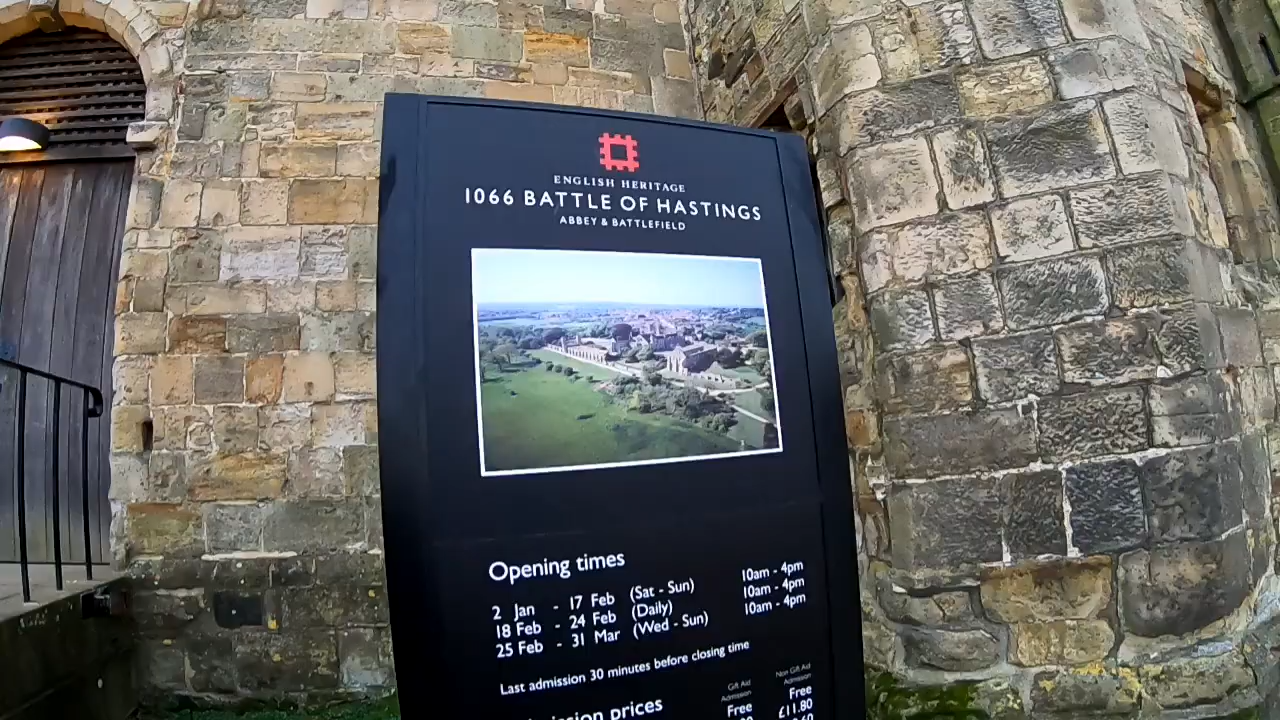 ENGLISH HERITAGE
1066 BATTLE OF HASTINGS
ABBEY & BATTLEFIELD
Opening times
2 Jan - 17 Feb (Sat - Sun) 10am - 4pm
18 Feb - 24 Feb (Daily) 10am - 4pm
25 Feb - 31 Mar (Wed - Sun) 10am - 4pm
Last admission 30 minutes before closing time
prices
Gift Aid Admission
Non Gift Aid Admission
Free Free
£11.80